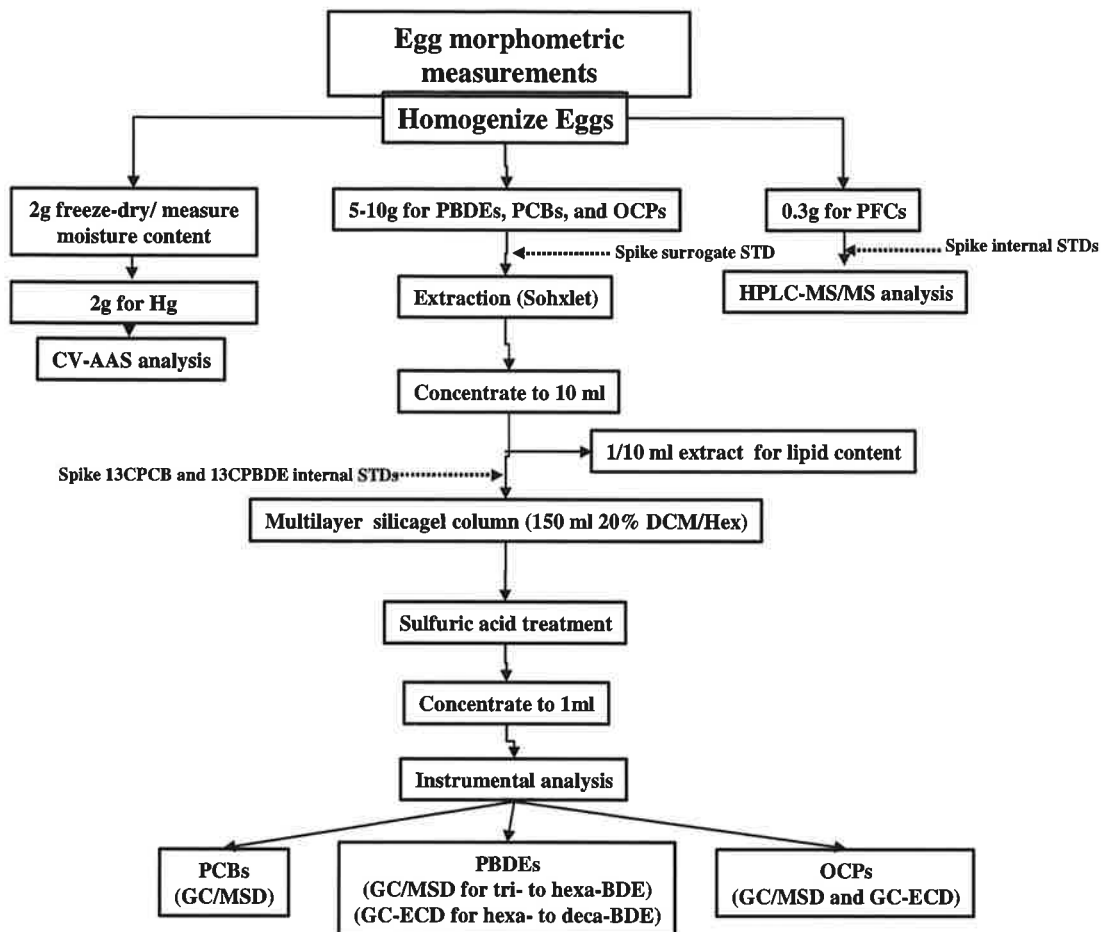 Egg morphometric
measurements
Homogenize Eggs
2g freeze-dry/ measure
moisture content
5-10g for PBDEs, PCBs, and OCPs
0.3g for PFCs
Spike surrogate STD
Spike internal STDs
2g for Hg
Extraction (Sohxlet)
HPLC-MS/MS analysis
CV-AAS analysis
Concentrate to 10 ml
1/10 ml extract for lipid content
Spike 13CPCB and 13CPBDE internal STDs
Multilayer silicagel column (150 ml 20% DCM/Hex)
Sulfuric acid treatment
Concentrate to 1ml
Instrumental analysis
PCBs
(GC/MSD)
PBDEs
(GC/MSD for tri- to hexa-BDE)
(GC-ECD for hexa- to deca-BDE)
OCPs
(GC/MSD and GC-ECD)